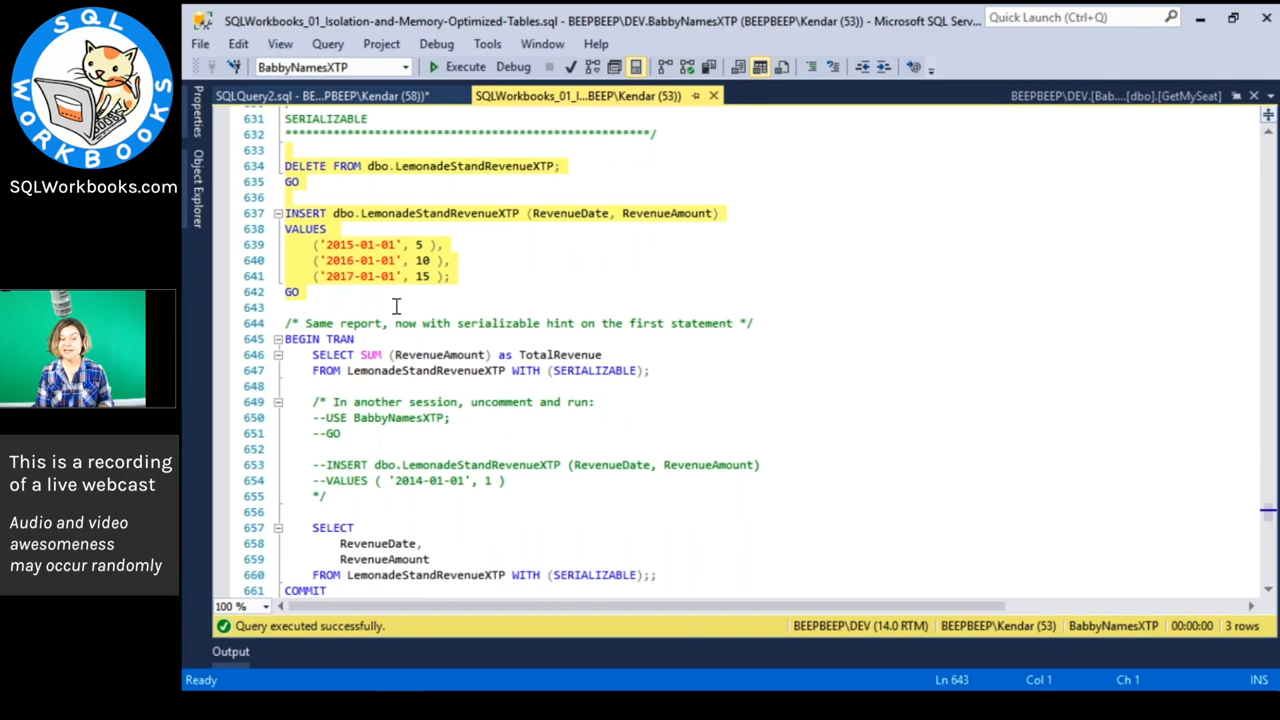 SQL
WORKBOOKS
SQLWorkbooks.com
This is a recording
of a live webcast
Audio and video
awesomeness
may occur randomly
SQLWorkbooks_01_Isolation-and-Memory-Optimized-Tables.sql - BEEPBEEP\DEV.BabbyNamesXTP (BEEPBEEP\Kendar (53)) - Microsoft SQL Serv...
Quick Launch (Ctrl+Q)
File Edit View Query Project Debug Tools Window Help
BabbyNamesXTP Execute Debug
SQLQuery2.sql - BE...PBEEP\Kendar (58))* SQLWorkbooks_01_I...BEEP\Kendar (53)) BEEPBEEP\DEV.[Bab....[dbo].[GetMySeat]
Properties
Object Explorer
631 SERIALIZABLE
632 *****************************************************/
633
634 DELETE FROM dbo.LemonadeStandRevenueXTP;
635 GO
636
637 INSERT dbo.LemonadeStandRevenueXTP (RevenueDate, RevenueAmount)
638 VALUES
639 ('2015-01-01', 5 ),
640 ('2016-01-01', 10 ),
641 ('2017-01-01', 15 );
642 GO
643
644 /* Same report, now with serializable hint on the first statement */
645 BEGIN TRAN
646 SELECT SUM (RevenueAmount) as TotalRevenue
647 FROM LemonadeStandRevenueXTP WITH (SERIALIZABLE);
648
649 /* In another session, uncomment and run:
650 --USE BabbyNamesXTP;
651 --GO
652
653 --INSERT dbo.LemonadeStandRevenueXTP (RevenueDate, RevenueAmount)
654 --VALUES ( '2014-01-01', 1 )
655 */
656
657 SELECT
658 RevenueDate,
659 RevenueAmount
660 FROM LemonadeStandRevenueXTP WITH (SERIALIZABLE);;
661 COMMIT
100 %
Query executed successfully. BEEPBEEP\DEV (14.0 RTM) BEEPBEEP\Kendar (53) BabbyNamesXTP 00:00:00 3 rows
Output
Ready Ln 643 Col 1 Ch 1 INS